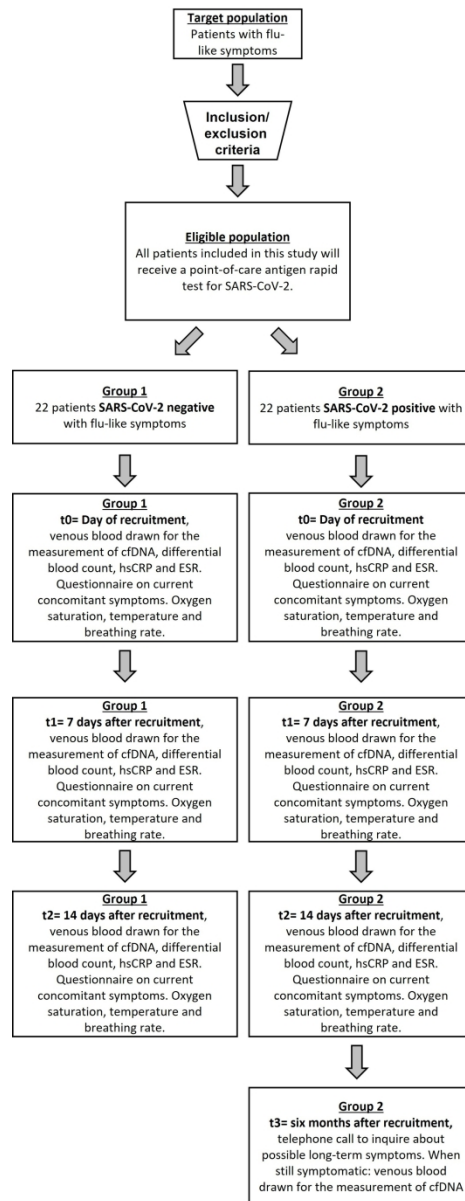 Target population
Patients with flu-
like symptoms
Inclusion/
exclusion
criteria
Eligible population
All patients included in this study will
receive a point-of-care antigen rapid
test for SARS-CoV-2.
Group 1
22 patients SARS-CoV-2 negative
with flu-like symptoms
Group 2
22 patients SARS-CoV-2 positive with
flu-like symptoms
Group 1
t0= Day of recruitment,
venous blood drawn for the
measurement of cfDNA, differential
blood count, hsCRP and ESR.
Questionnaire on current
concomitant symptoms. Oxygen
saturation, temperature and
breathing rate.
Group 2
t0= Day of recruitment
venous blood drawn for the
measurement of cfDNA, differential
blood count, hsCRP and ESR.
Questionnaire on current
concomitant symptoms. Oxygen
saturation, temperature and
breathing rate.
Group 1
t1= 7 days after recruitment,
venous blood drawn for the
measurement of cfDNA, differential
blood count, hsCRP and ESR.
Questionnaire on current
concomitant symptoms. Oxygen
saturation, temperature and
breathing rate.
Group 2
t1= 7 days after recruitment,
venous blood drawn for the
measurement of cfDNA, differential
blood count, hsCRP and ESR.
Questionnaire on current
concomitant symptoms. Oxygen
saturation, temperature and
breathing rate.
Group 1
t2= 14 days after recruitment,
venous blood drawn for the
measurement of cfDNA, differential
blood count, hsCRP and ESR.
Questionnaire on current
concomitant symptoms. Oxygen
saturation, temperature and
breathing rate.
Group 2
t2= 14 days after recruitment,
venous blood drawn for the
measurement of cfDNA, differential
blood count, hsCRP and ESR.
Questionnaire on current
concomitant symptoms. Oxygen
saturation, temperature and
breathing rate.
Group 2
t3= six months after recruitment,
telephone call to inquire about
possible long-term symptoms. When
still symptomatic: venous blood
drawn for the measurement of cfDNA